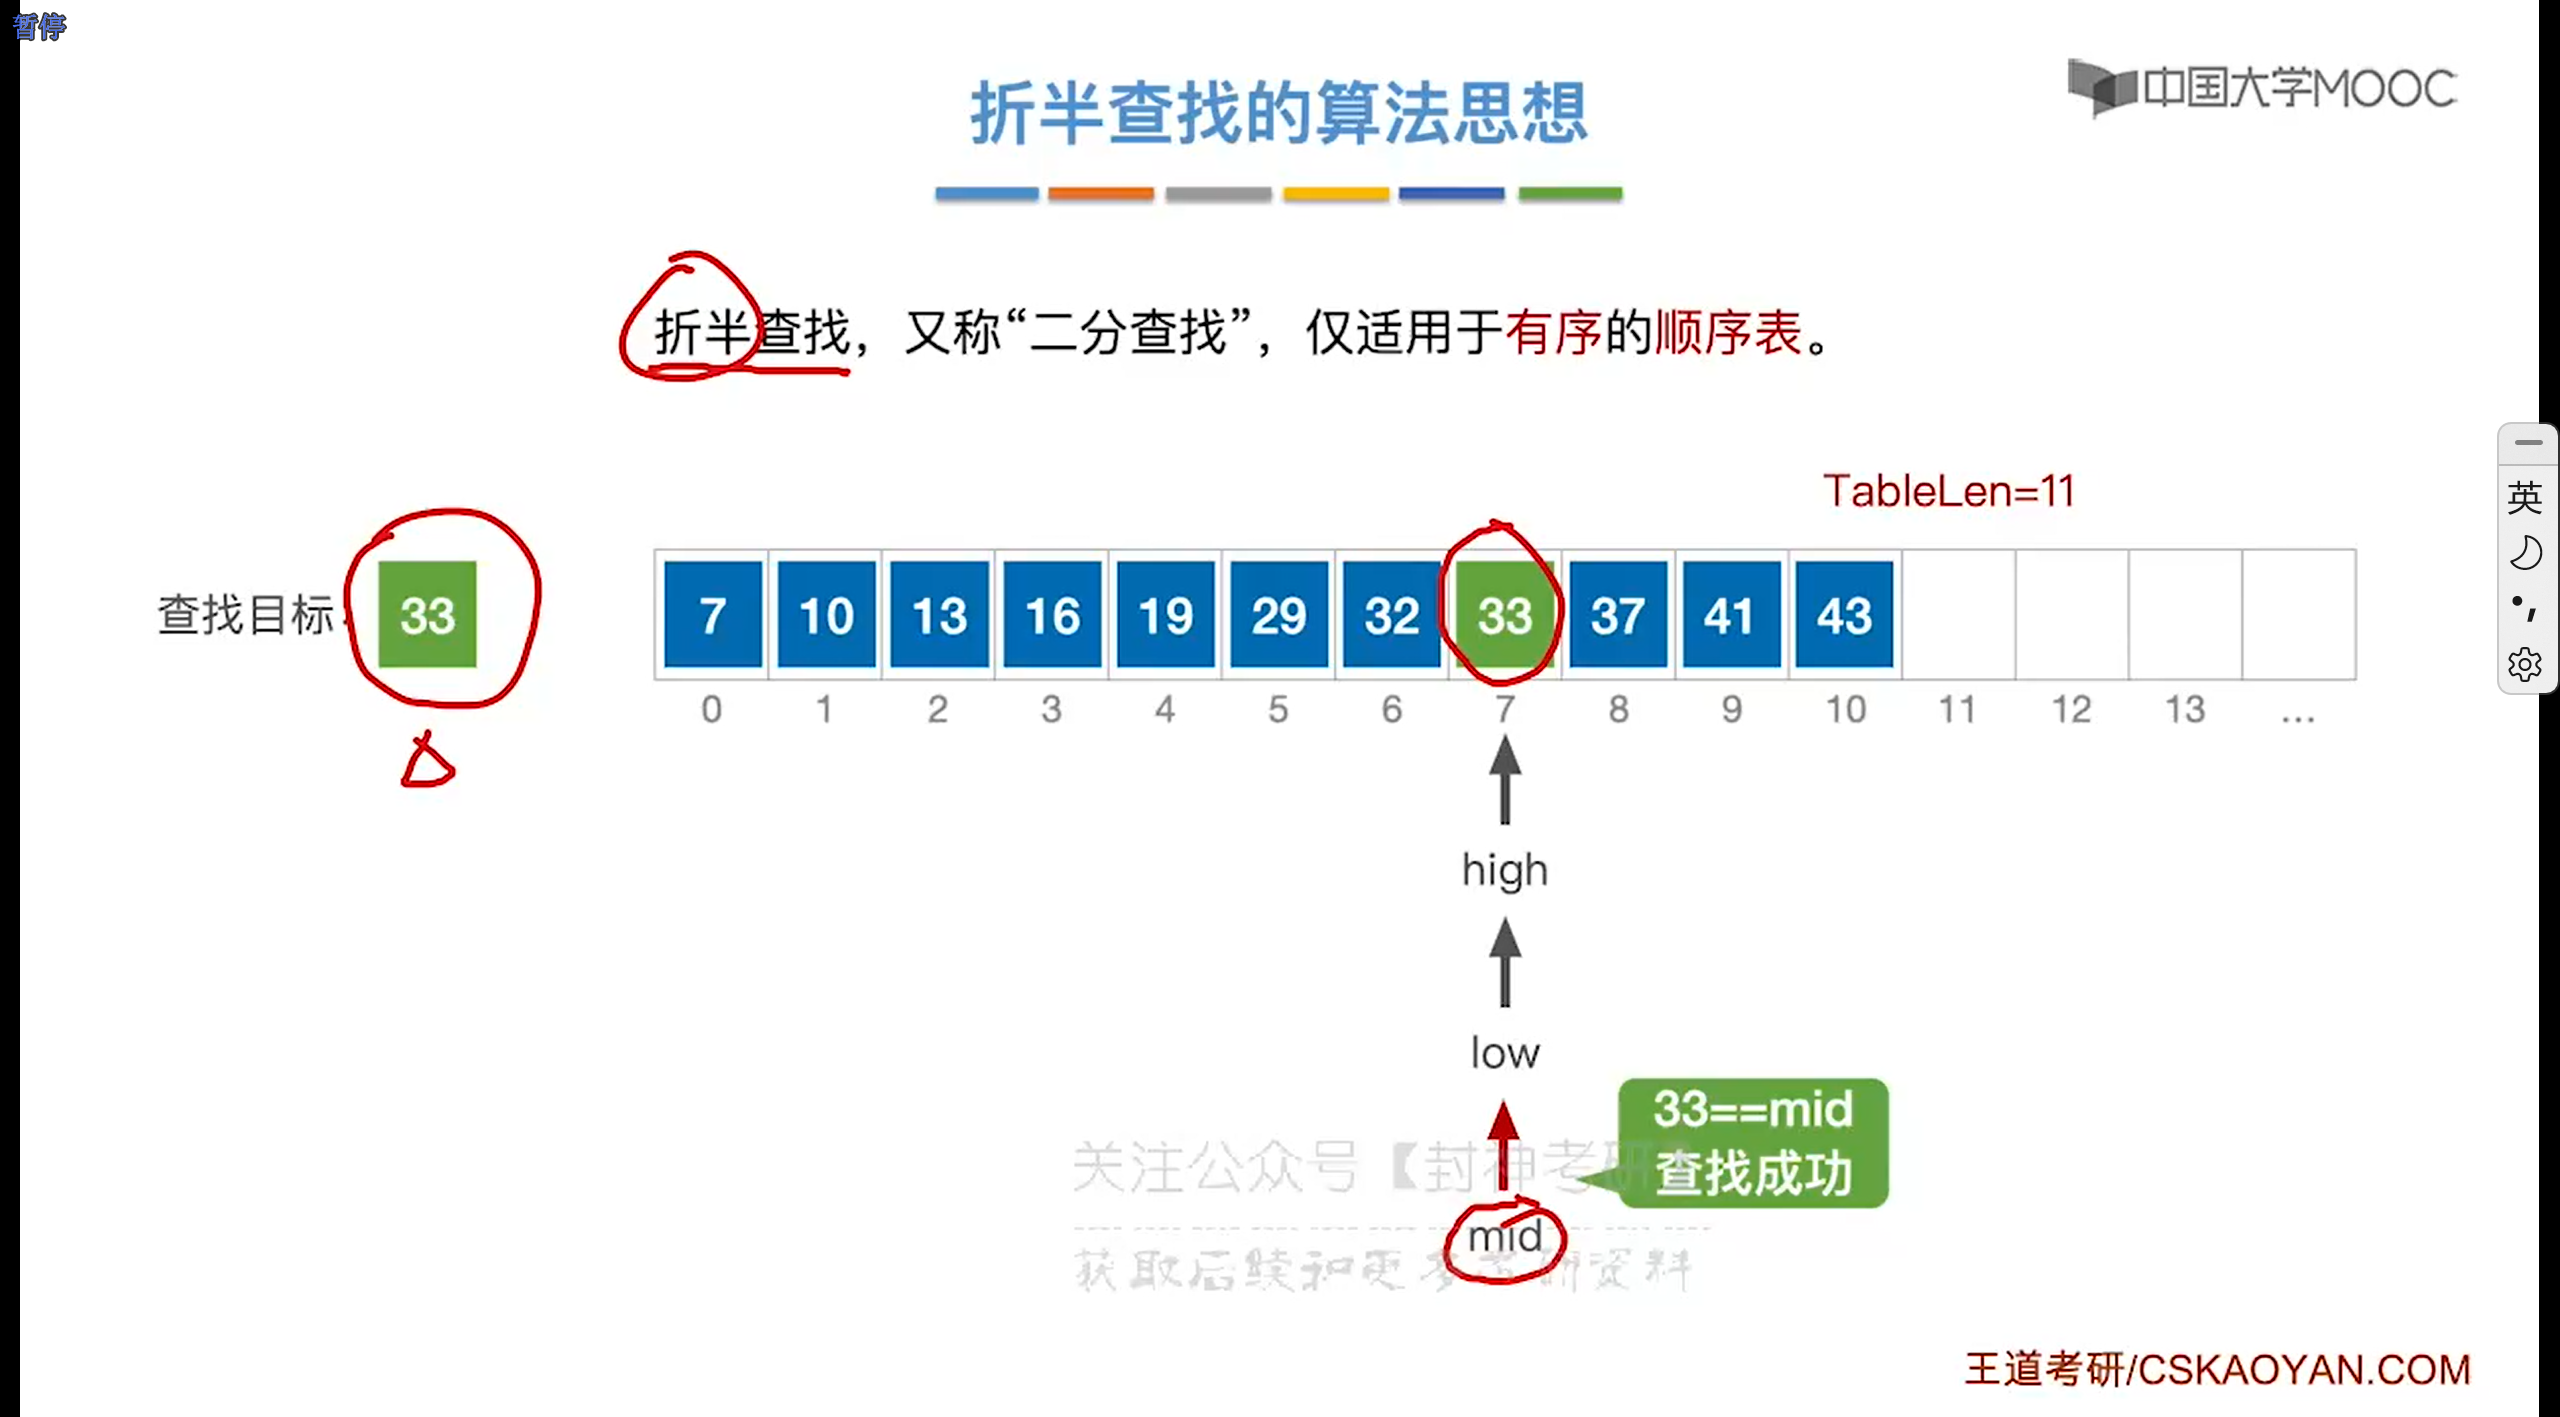 暂停
中国大学MOOC
折半查找的算法思想
折半查找，又称“二分查找”，仅适用于有序的顺序表。
TableLen=11
查找目标: 33
7 10 13 16 19 29 32 33 37 41 43
0 1 2 3 4 5 6 7 8 9 10 11 12 13 ...
high
low
33==mid
查找成功
关注公众号【封神考研】
mid
获取后续和更多考研资料
王道考研/CSKAOYAN.COM
英